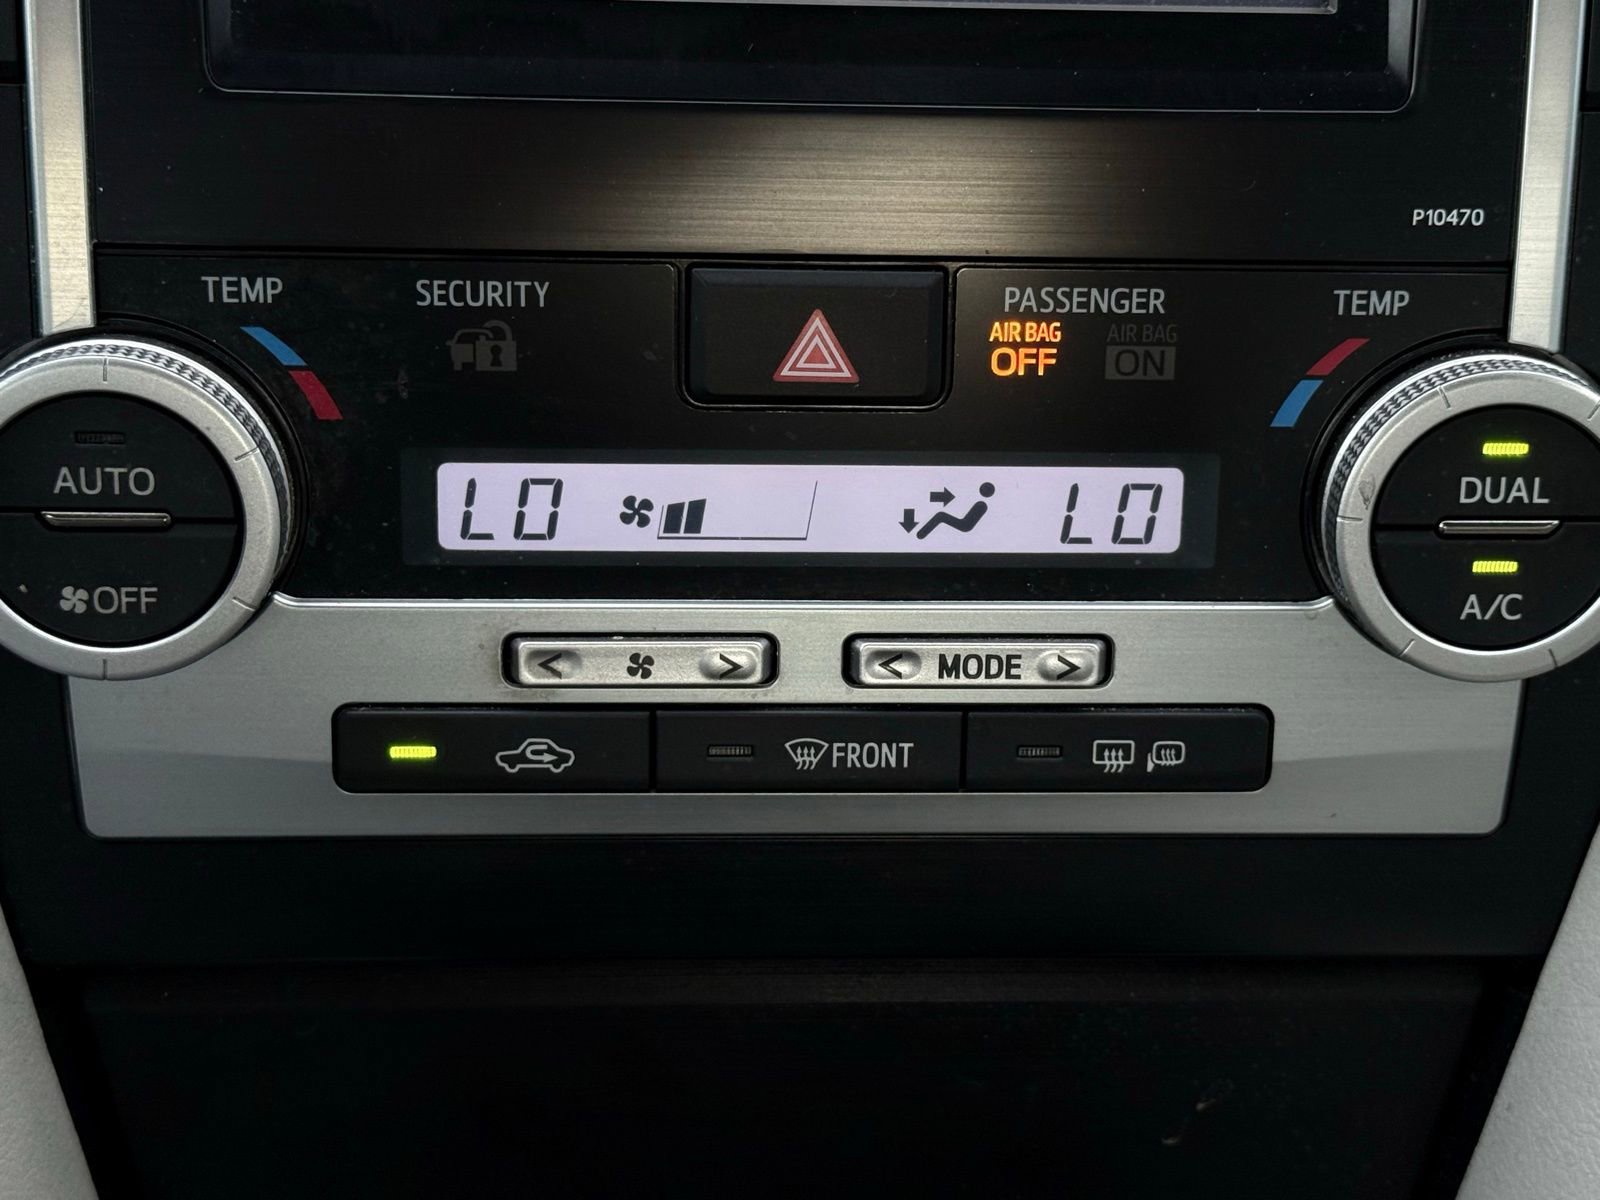 P10470
TEMP
SECURITY
PASSENGER
AIR BAG
OFF
AIR BAG
ON
TEMP
AUTO
OFF
LO
LO
DUAL
A/C
< >
< MODE >
FRONT